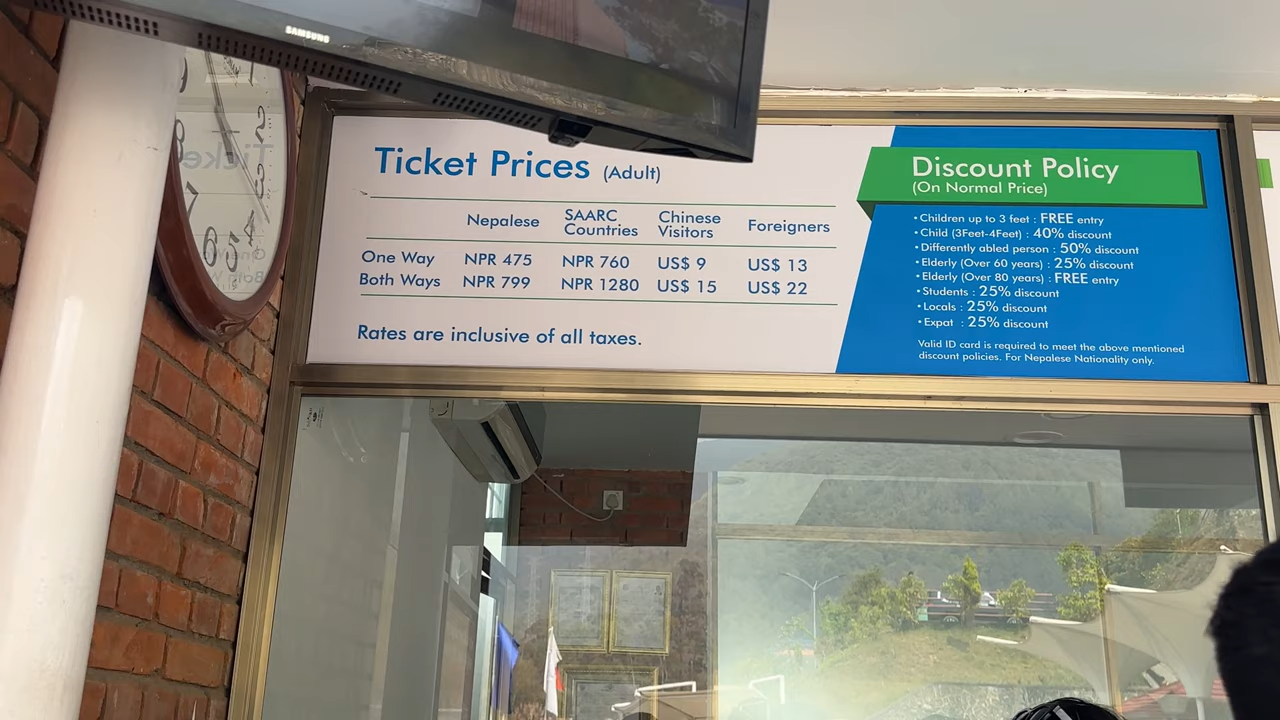 SAMSUNG
Ticket Prices (Adult)
Nepalese SAARC Countries Chinese Visitors Foreigners
One Way NPR 475 NPR 760 US$ 9 US$ 13
Both Ways NPR 799 NPR 1280 US$ 15 US$ 22
Rates are inclusive of all taxes.
Discount Policy
(On Normal Price)
• Children up to 3 feet : FREE entry
• Child (3Feet-4Feet) : 40% discount
• Differently abled person : 50% discount
• Elderly (Over 60 years) : 25% discount
• Elderly (Over 80 years) : FREE entry
• Students : 25% discount
• Locals : 25% discount
• Expat : 25% discount
Valid ID card is required to meet the above mentioned
discount policies. For Nepalese Nationality only.